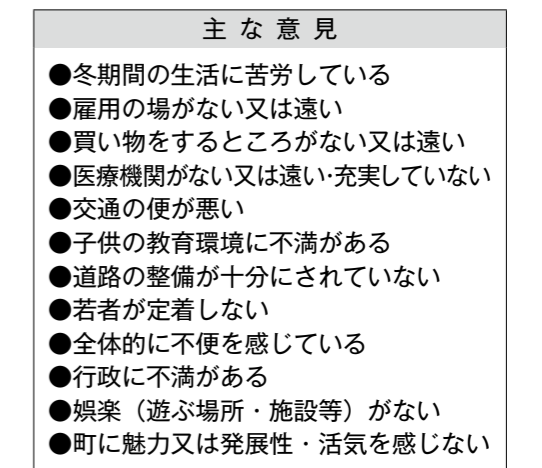 主な意見
●冬期間の生活に苦労している
●雇用の場がない又は遠い
●買い物をするところがない又は遠い
●医療機関がない又は遠い・充実していない
●交通の便が悪い
●子供の教育環境に不満がある
●道路の整備が十分にされていない
●若者が定着しない
●全体的に不便を感じている
●行政に不満がある
●娯楽（遊ぶ場所・施設等）がない
●町に魅力又は発展性・活気を感じない